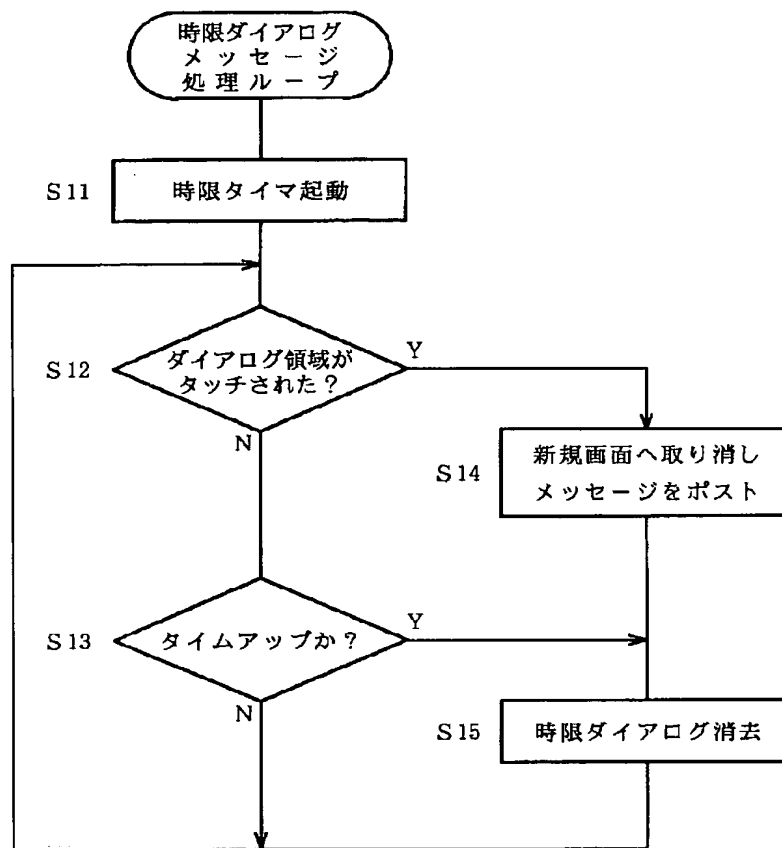 時限ダイアログ
メッセージ
処理ループ
S11
時限タイマ起動
S12
ダイアログ領域が
タッチされた？
Y
N
S14
新規画面へ取り消し
メッセージをポスト
S13
タイムアップか？
Y
N
S15
時限ダイアログ消去